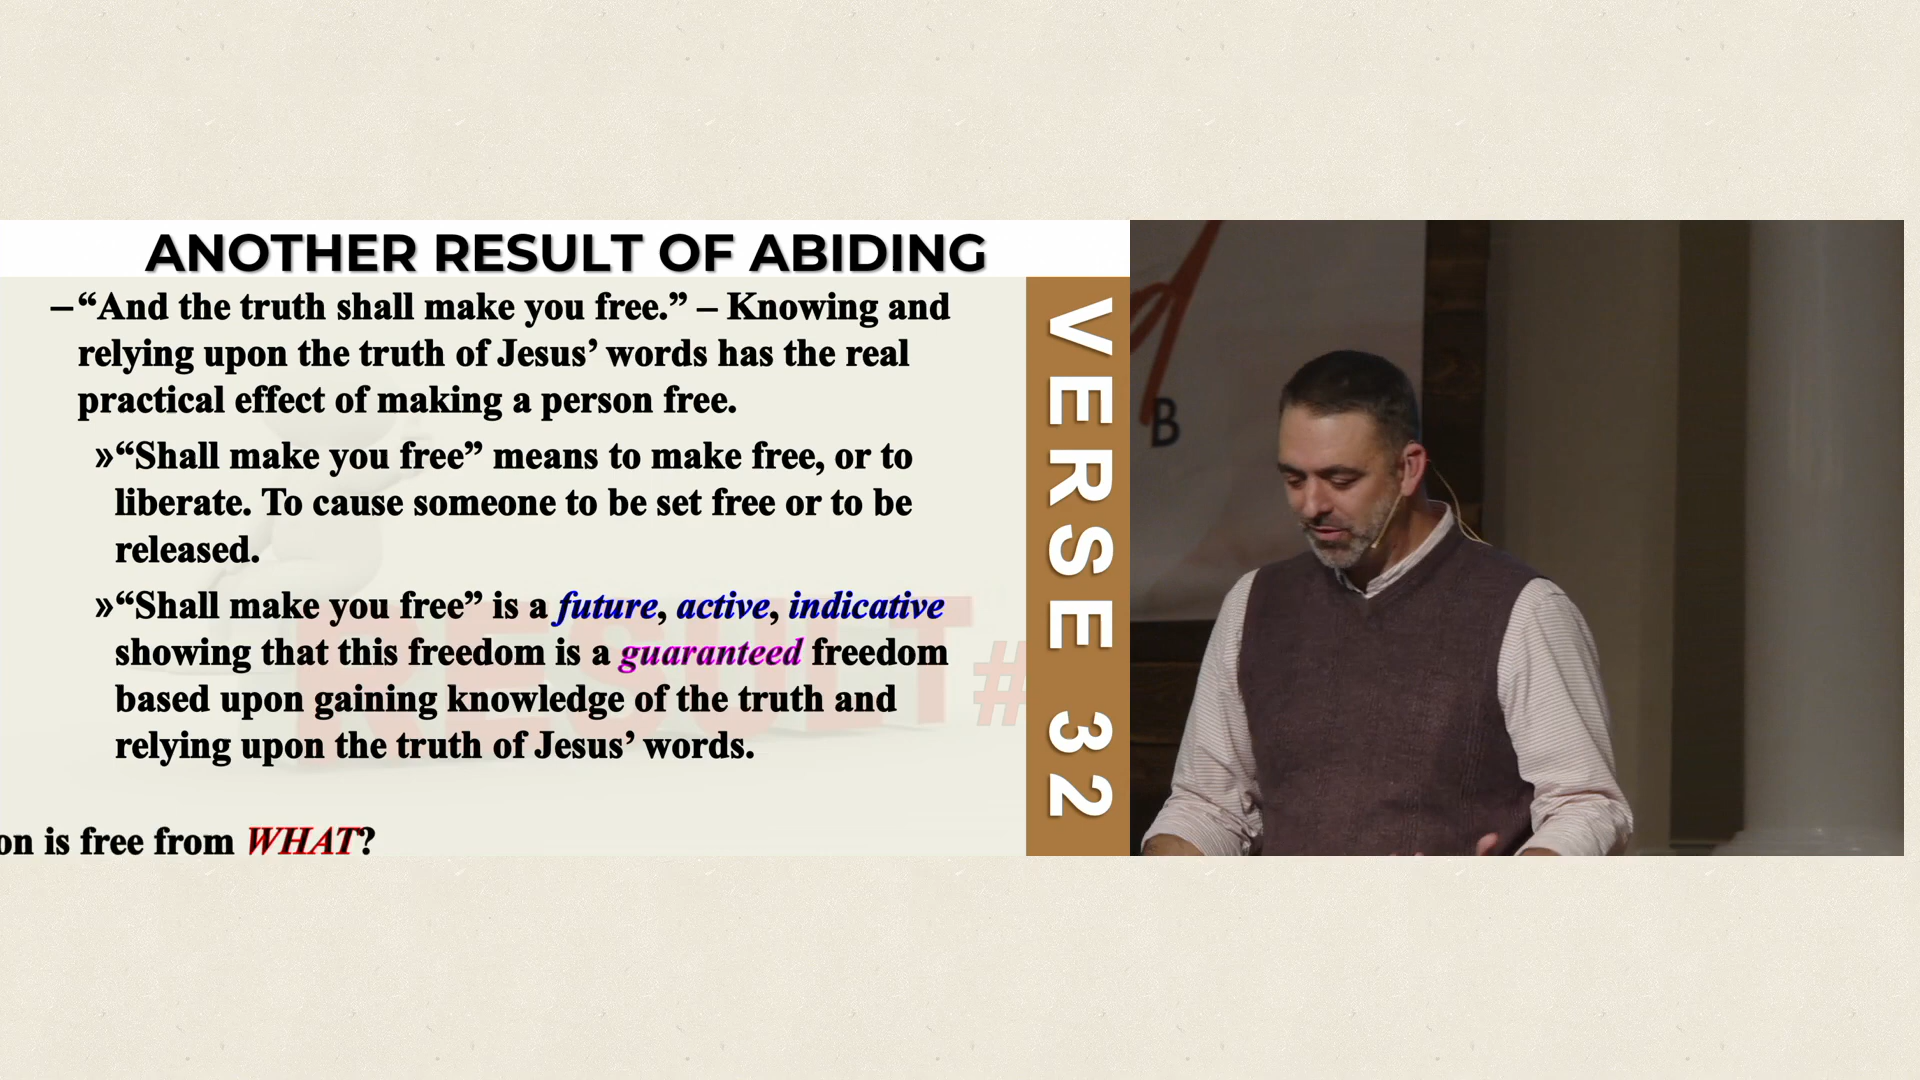 ANOTHER RESULT OF ABIDING
–“And the truth shall make you free.” – Knowing and
relying upon the truth of Jesus’ words has the real
practical effect of making a person free.
»“Shall make you free” means to make free, or to
liberate. To cause someone to be set free or to be
released.
»“Shall make you free” is a future, active, indicative
showing that this freedom is a guaranteed freedom
based upon gaining knowledge of the truth and
relying upon the truth of Jesus’ words.
on is free from WHAT?
RESULT #
VERSE 32
B